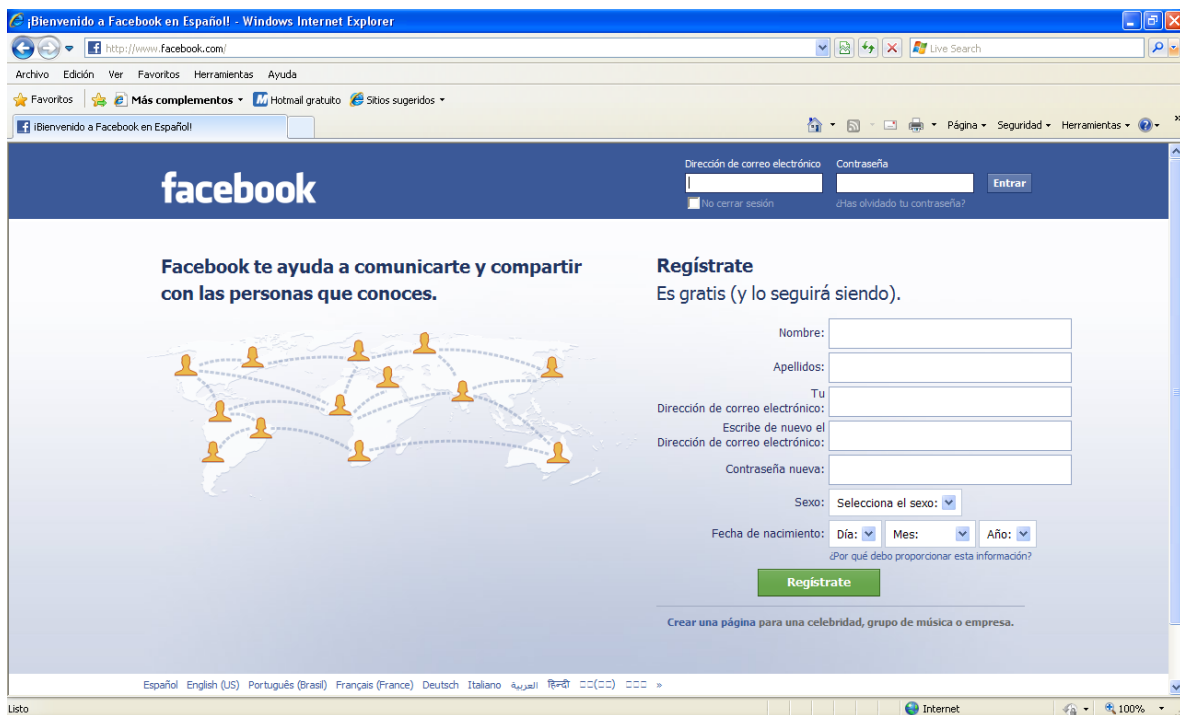 ¡Bienvenido a Facebook en Español! - Windows Internet Explorer
http://www.facebook.com/
Live Search
Archivo Edición Ver Favoritos Herramientas Ayuda
Favoritos Más complementos Hotmail gratuito Sitios sugeridos
¡Bienvenido a Facebook en Español!
Página Seguridad Herramientas
Dirección de correo electrónico Contraseña
facebook
Entrar
No cerrar sesión ¿Has olvidado tu contraseña?
Facebook te ayuda a comunicarte y compartir
con las personas que conoces.
Regístrate
Es gratis (y lo seguirá siendo).
Nombre:
Apellidos:
Tu
Dirección de correo electrónico:
Escribe de nuevo el
Dirección de correo electrónico:
Contraseña nueva:
Sexo: Selecciona el sexo:
Fecha de nacimiento: Día: Mes: Año:
¿Por qué debo proporcionar esta información?
Regístrate
Crear una página para una celebridad, grupo de música o empresa.
Español English (US) Português (Brasil) Français (France) Deutsch Italiano العربية हिन्दी □□(□□) □□□ »
Listo Internet 100%